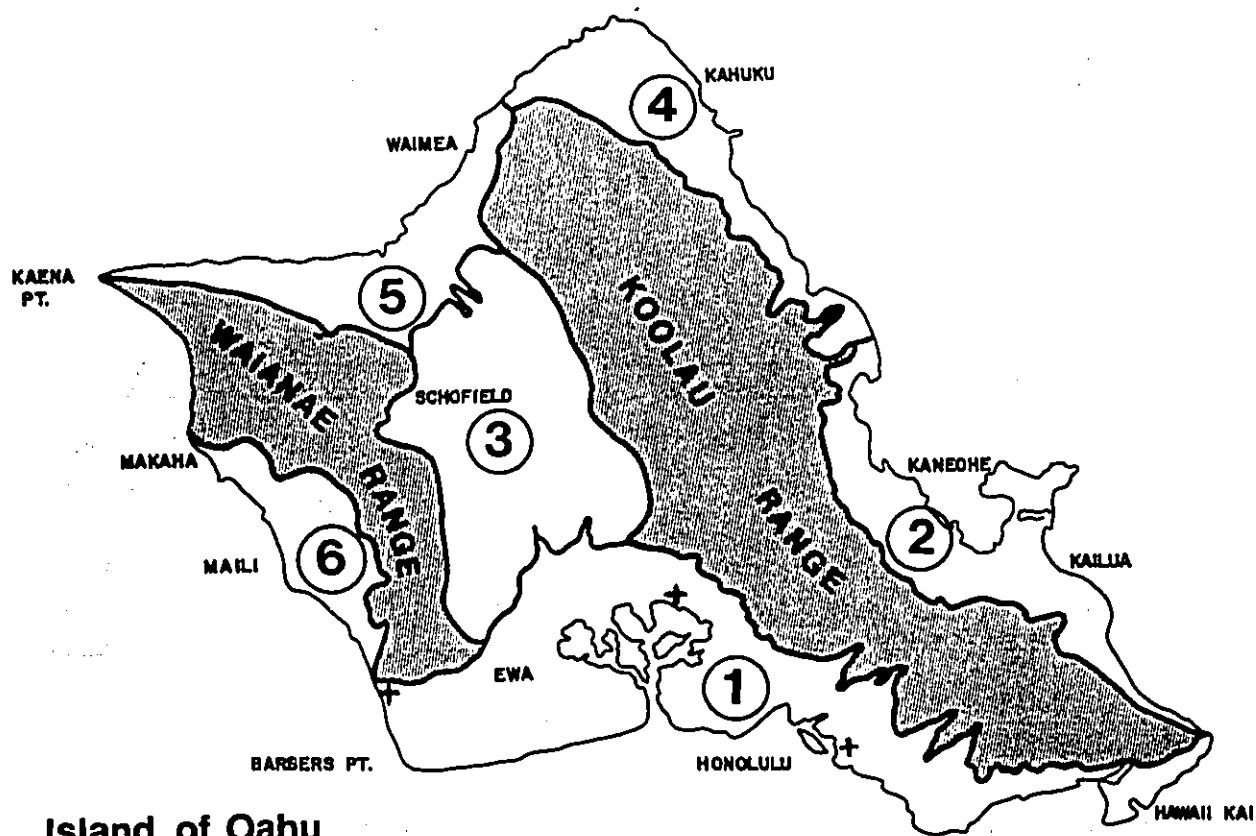 KAHUKU
4
WAIMEA
KAENA
PT.
5
KOOLAU
RANGE
WAIANAE
RANGE
SCHOFIELD
3
MAKAHA
KANEOHE
2
MAILI
6
KAILUA
EWA
1
BARBERS PT.
HONOLULU
HAWAII KAI
Island of Oahu